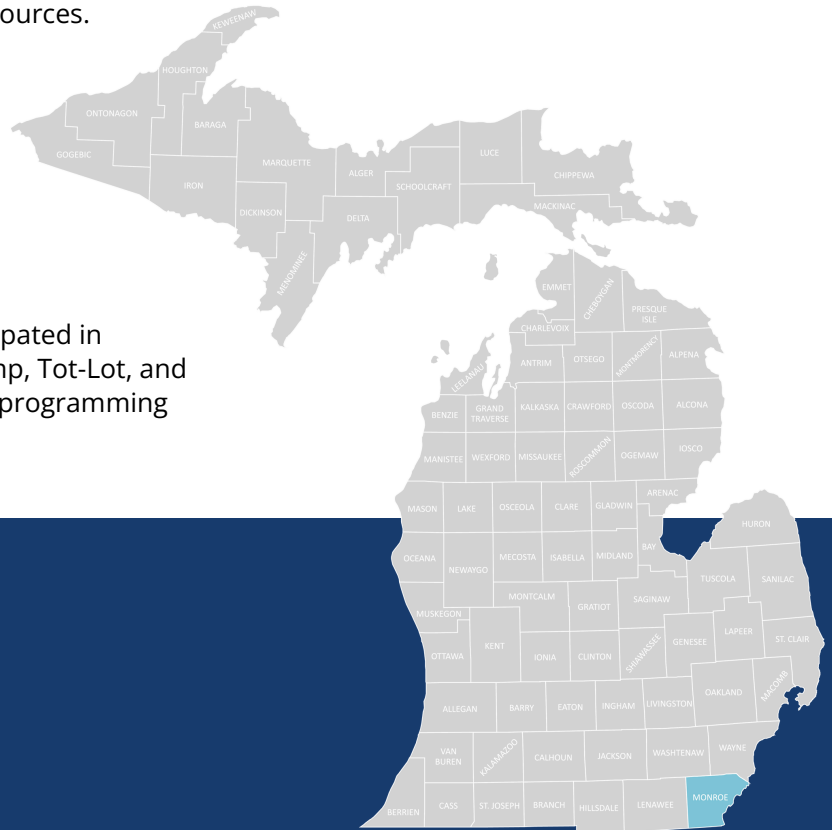 ources.
KEWEENAW
HOUGHTON
ONTONAGON
BARAGA
GOGEBIC
MARQUETTE
LUCE
ALGER
CHIPPEWA
IRON
SCHOOLCRAFT
DICKINSON
MACKINAC
DELTA
MENOMINEE
EMMET
CHEBOYGAN
PRESQUE
ISLE
pated in
CHARLEVOIX
np, Tot-Lot, and
programming
ANTRIM
OTSEGO
MONTMORENCY
ALPENA
LEELANAU
BENZIE
GRAND
TRAVERSE
KALKASKA
CRAWFORD
OSCODA
ALCONA
MANISTEE
WEXFORD
MISSAUKEE
ROSCOMMON
OGEMAW
IOSCO
ARENAC
MASON
LAKE
OSCEOLA
CLARE
GLADWIN
HURON
OCEANA
NEWAYGO
MECOSTA
ISABELLA
MIDLAND
BAY
TUSCOLA
SANILAC
MONTCALM
GRATIOT
SAGINAW
MUSKEGON
KENT
OTTAWA
IONIA
CLINTON
SHIAWASSEE
GENESEE
LAPEER
ST. CLAIR
ALLEGAN
BARRY
EATON
INGHAM
LIVINGSTON
OAKLAND
MACOMB
VAN
BUREN
KALAMAZOO
CALHOUN
JACKSON
WASHTENAW
WAYNE
BERRIEN
CASS
ST. JOSEPH
BRANCH
HILLSDALE
LENAWEE
MONROE